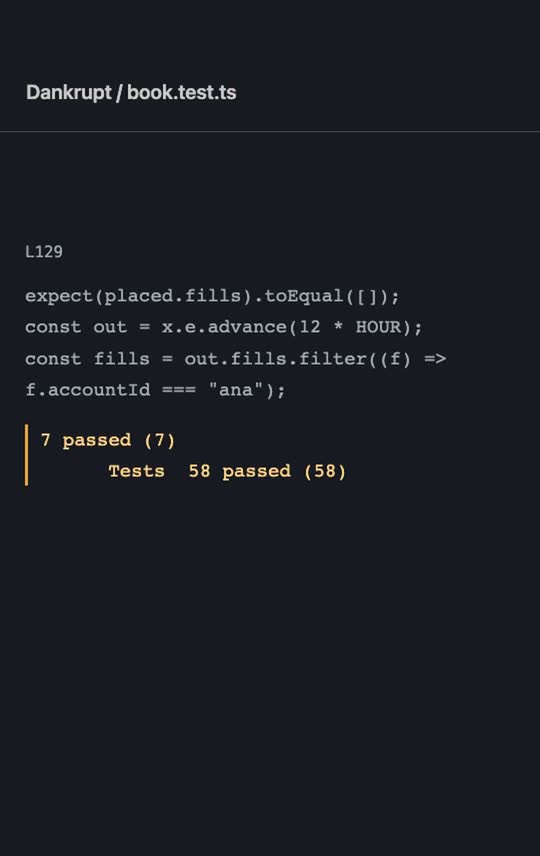 Dankrupt / book.test.ts
L129
expect(placed.fills).toEqual([]);
const out = x.e.advance(12 * HOUR);
const fills = out.fills.filter((f) =>
f.accountId === "ana");
7 passed (7)
Tests  58 passed (58)